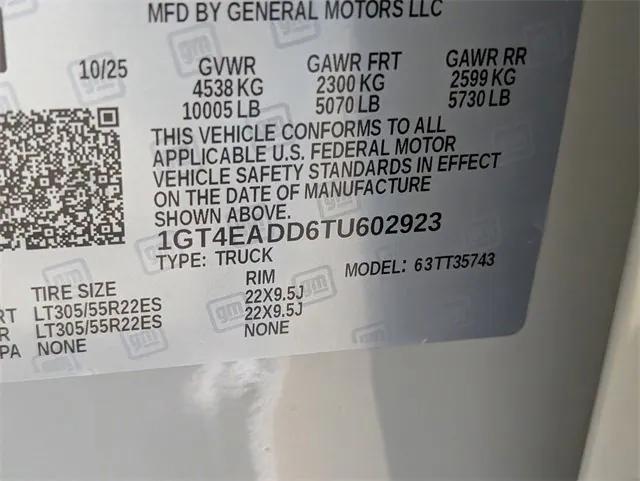 MFD BY GENERAL MOTORS LLC
10/25 GVWR GAWR FRT GAWR RR
4538 KG 2300 KG 2599 KG
10005 LB 5070 LB 5730 LB
THIS VEHICLE CONFORMS TO ALL
APPLICABLE U.S. FEDERAL MOTOR
VEHICLE SAFETY STANDARDS IN EFFECT
ON THE DATE OF MANUFACTURE
SHOWN ABOVE.
1GT4EADD6TU602923
TYPE: TRUCK MODEL: 63TT35743
TIRE SIZE RIM
RT LT305/55R22ES 22X9.5J
R LT305/55R22ES 22X9.5J
PA NONE NONE
gm